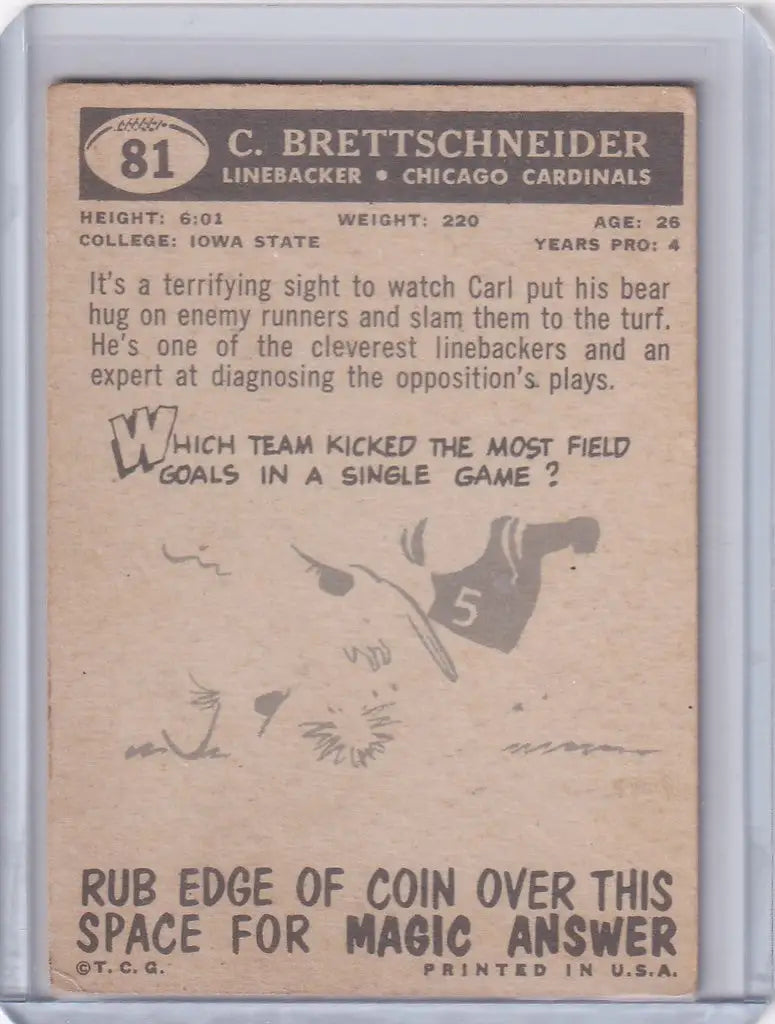 81
C. BRETTSCHNEIDER
LINEBACKER • CHICAGO CARDINALS
HEIGHT: 6:01 WEIGHT: 220 AGE: 26
COLLEGE: IOWA STATE YEARS PRO: 4
It's a terrifying sight to watch Carl put his bear
hug on enemy runners and slam them to the turf.
He's one of the cleverest linebackers and an
expert at diagnosing the opposition's plays.
WHICH TEAM KICKED THE MOST FIELD
GOALS IN A SINGLE GAME?
5
RUB EDGE OF COIN OVER THIS
SPACE FOR MAGIC ANSWER
©T.C.G. PRINTED IN U.S.A.